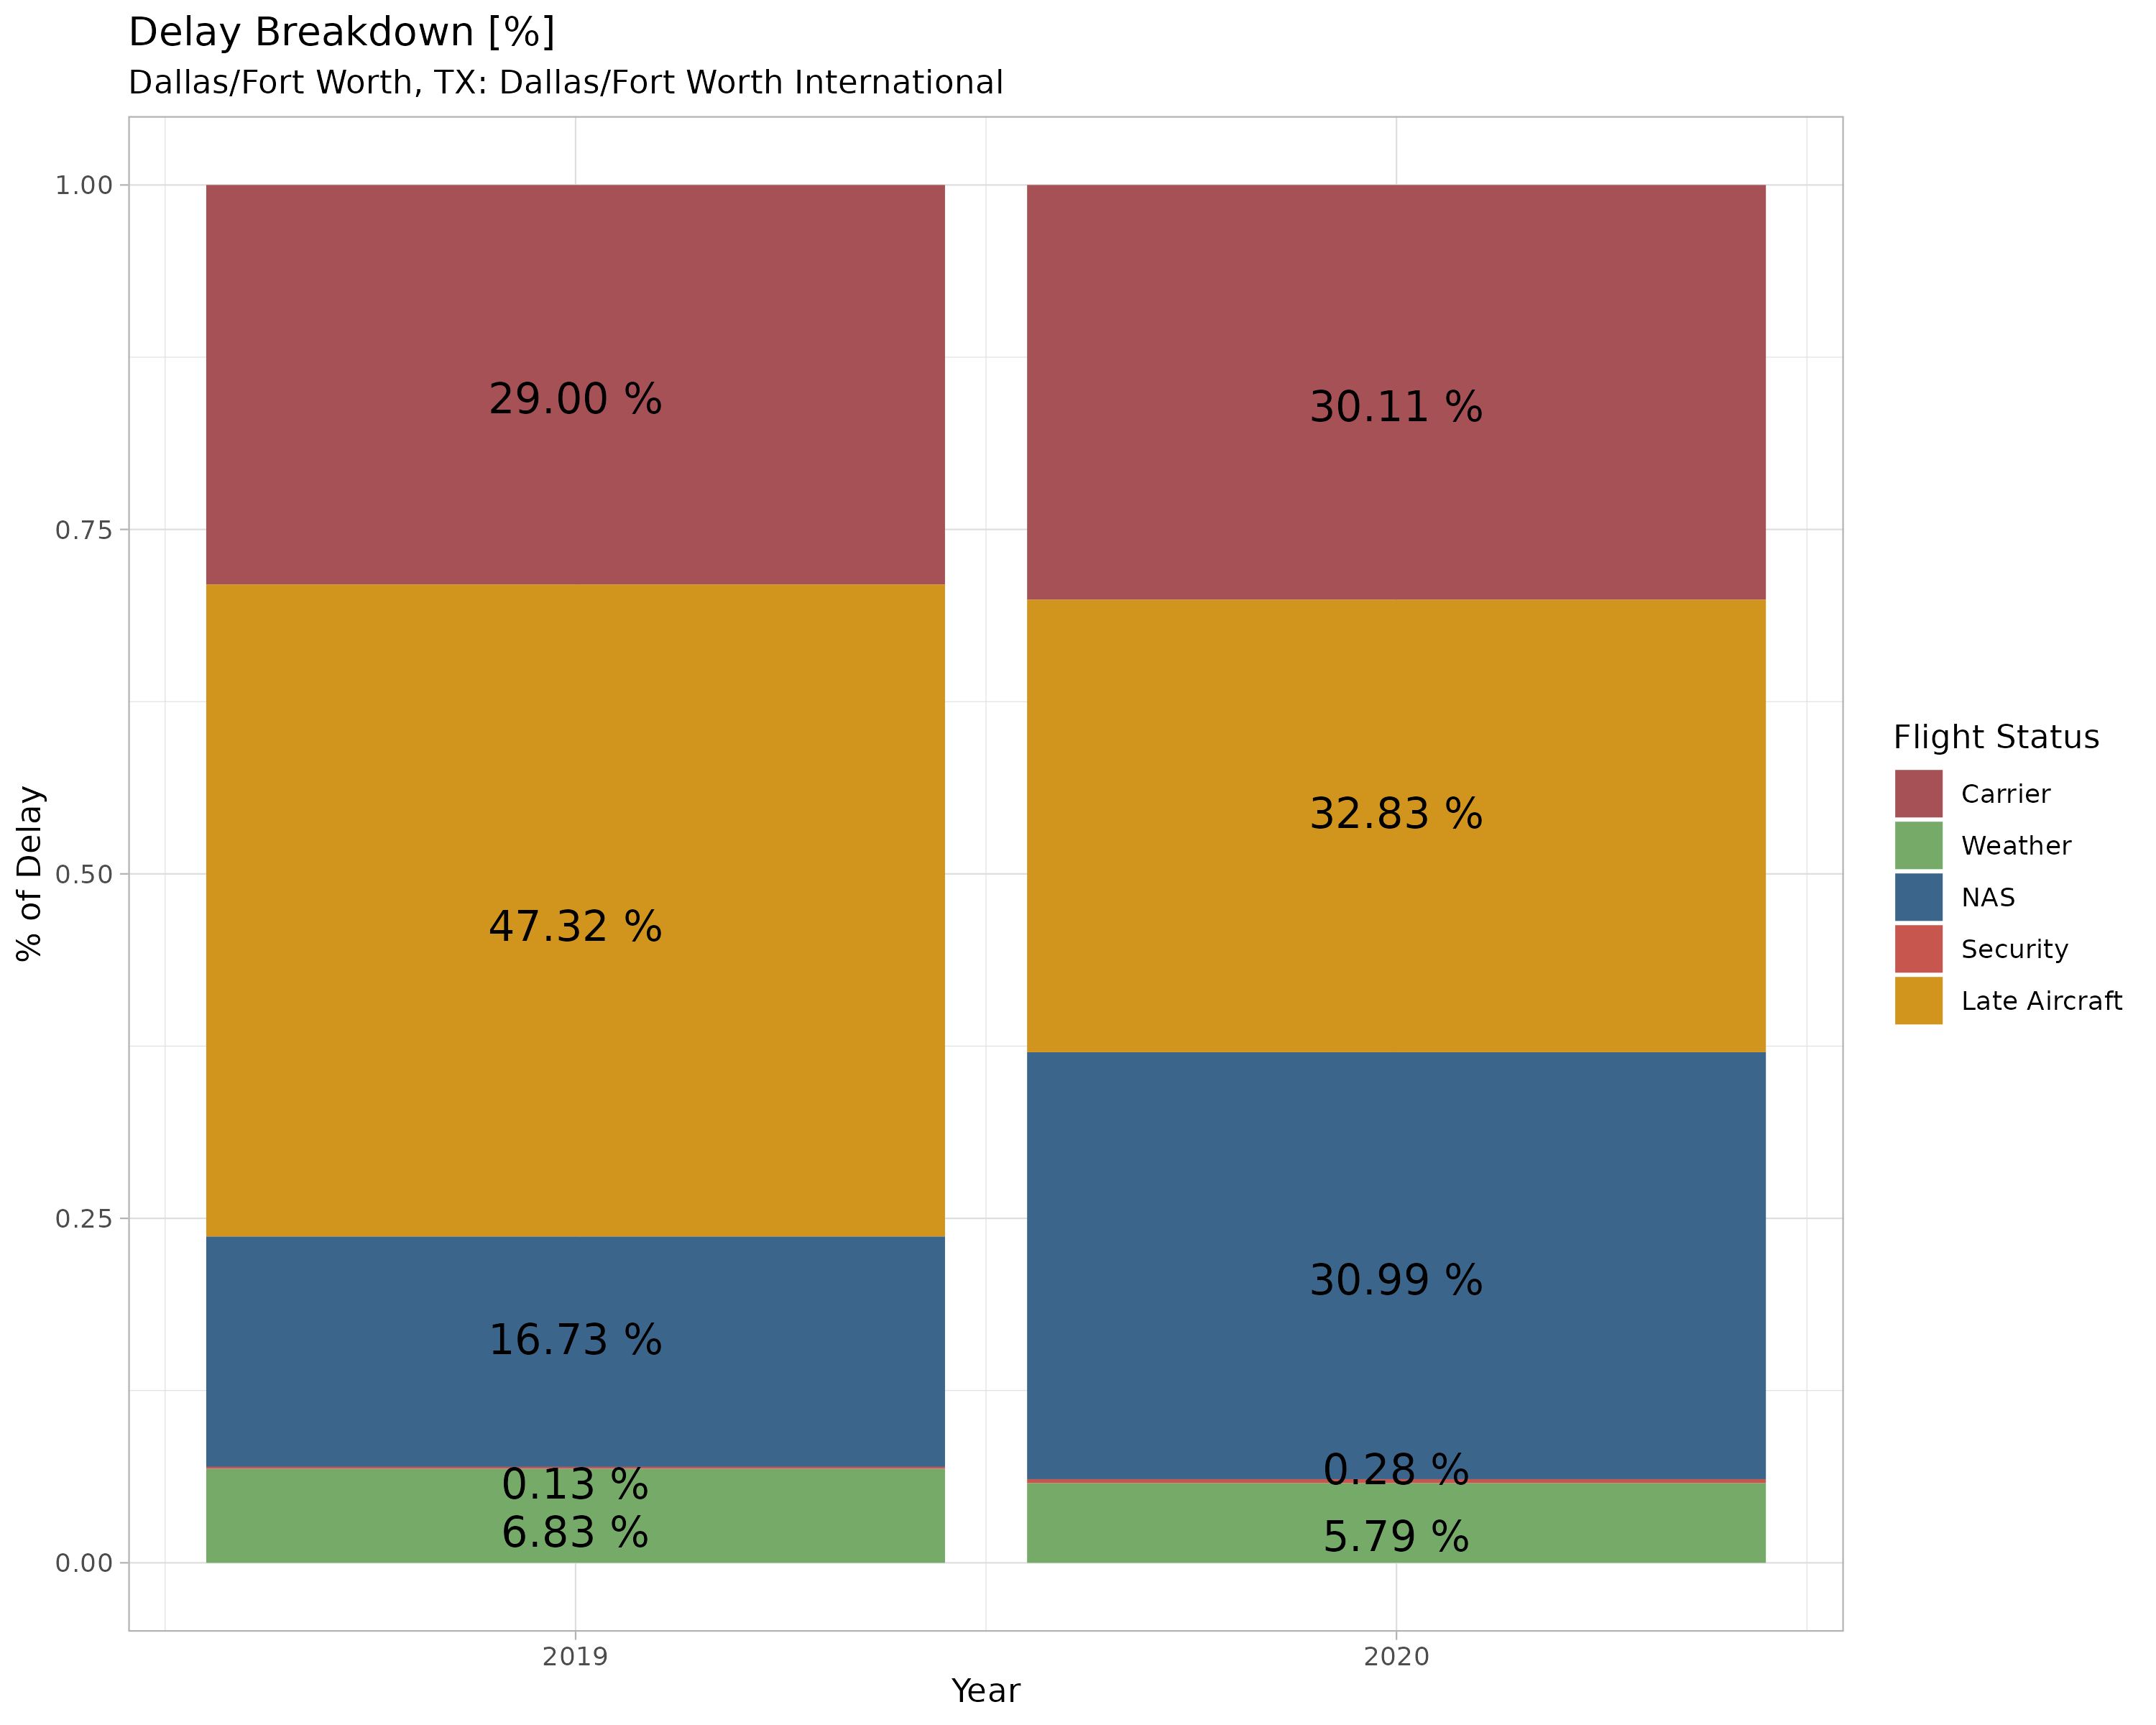 Delay Breakdown [%]
Dallas/Fort Worth, TX: Dallas/Fort Worth International
% of Delay
1.00
0.75
0.50
0.25
0.00
29.00 %
47.32 %
16.73 %
0.13 %
6.83 %
30.11 %
32.83 %
30.99 %
0.28 %
5.79 %
2019
2020
Year
Flight Status
Carrier
Weather
NAS
Security
Late Aircraft